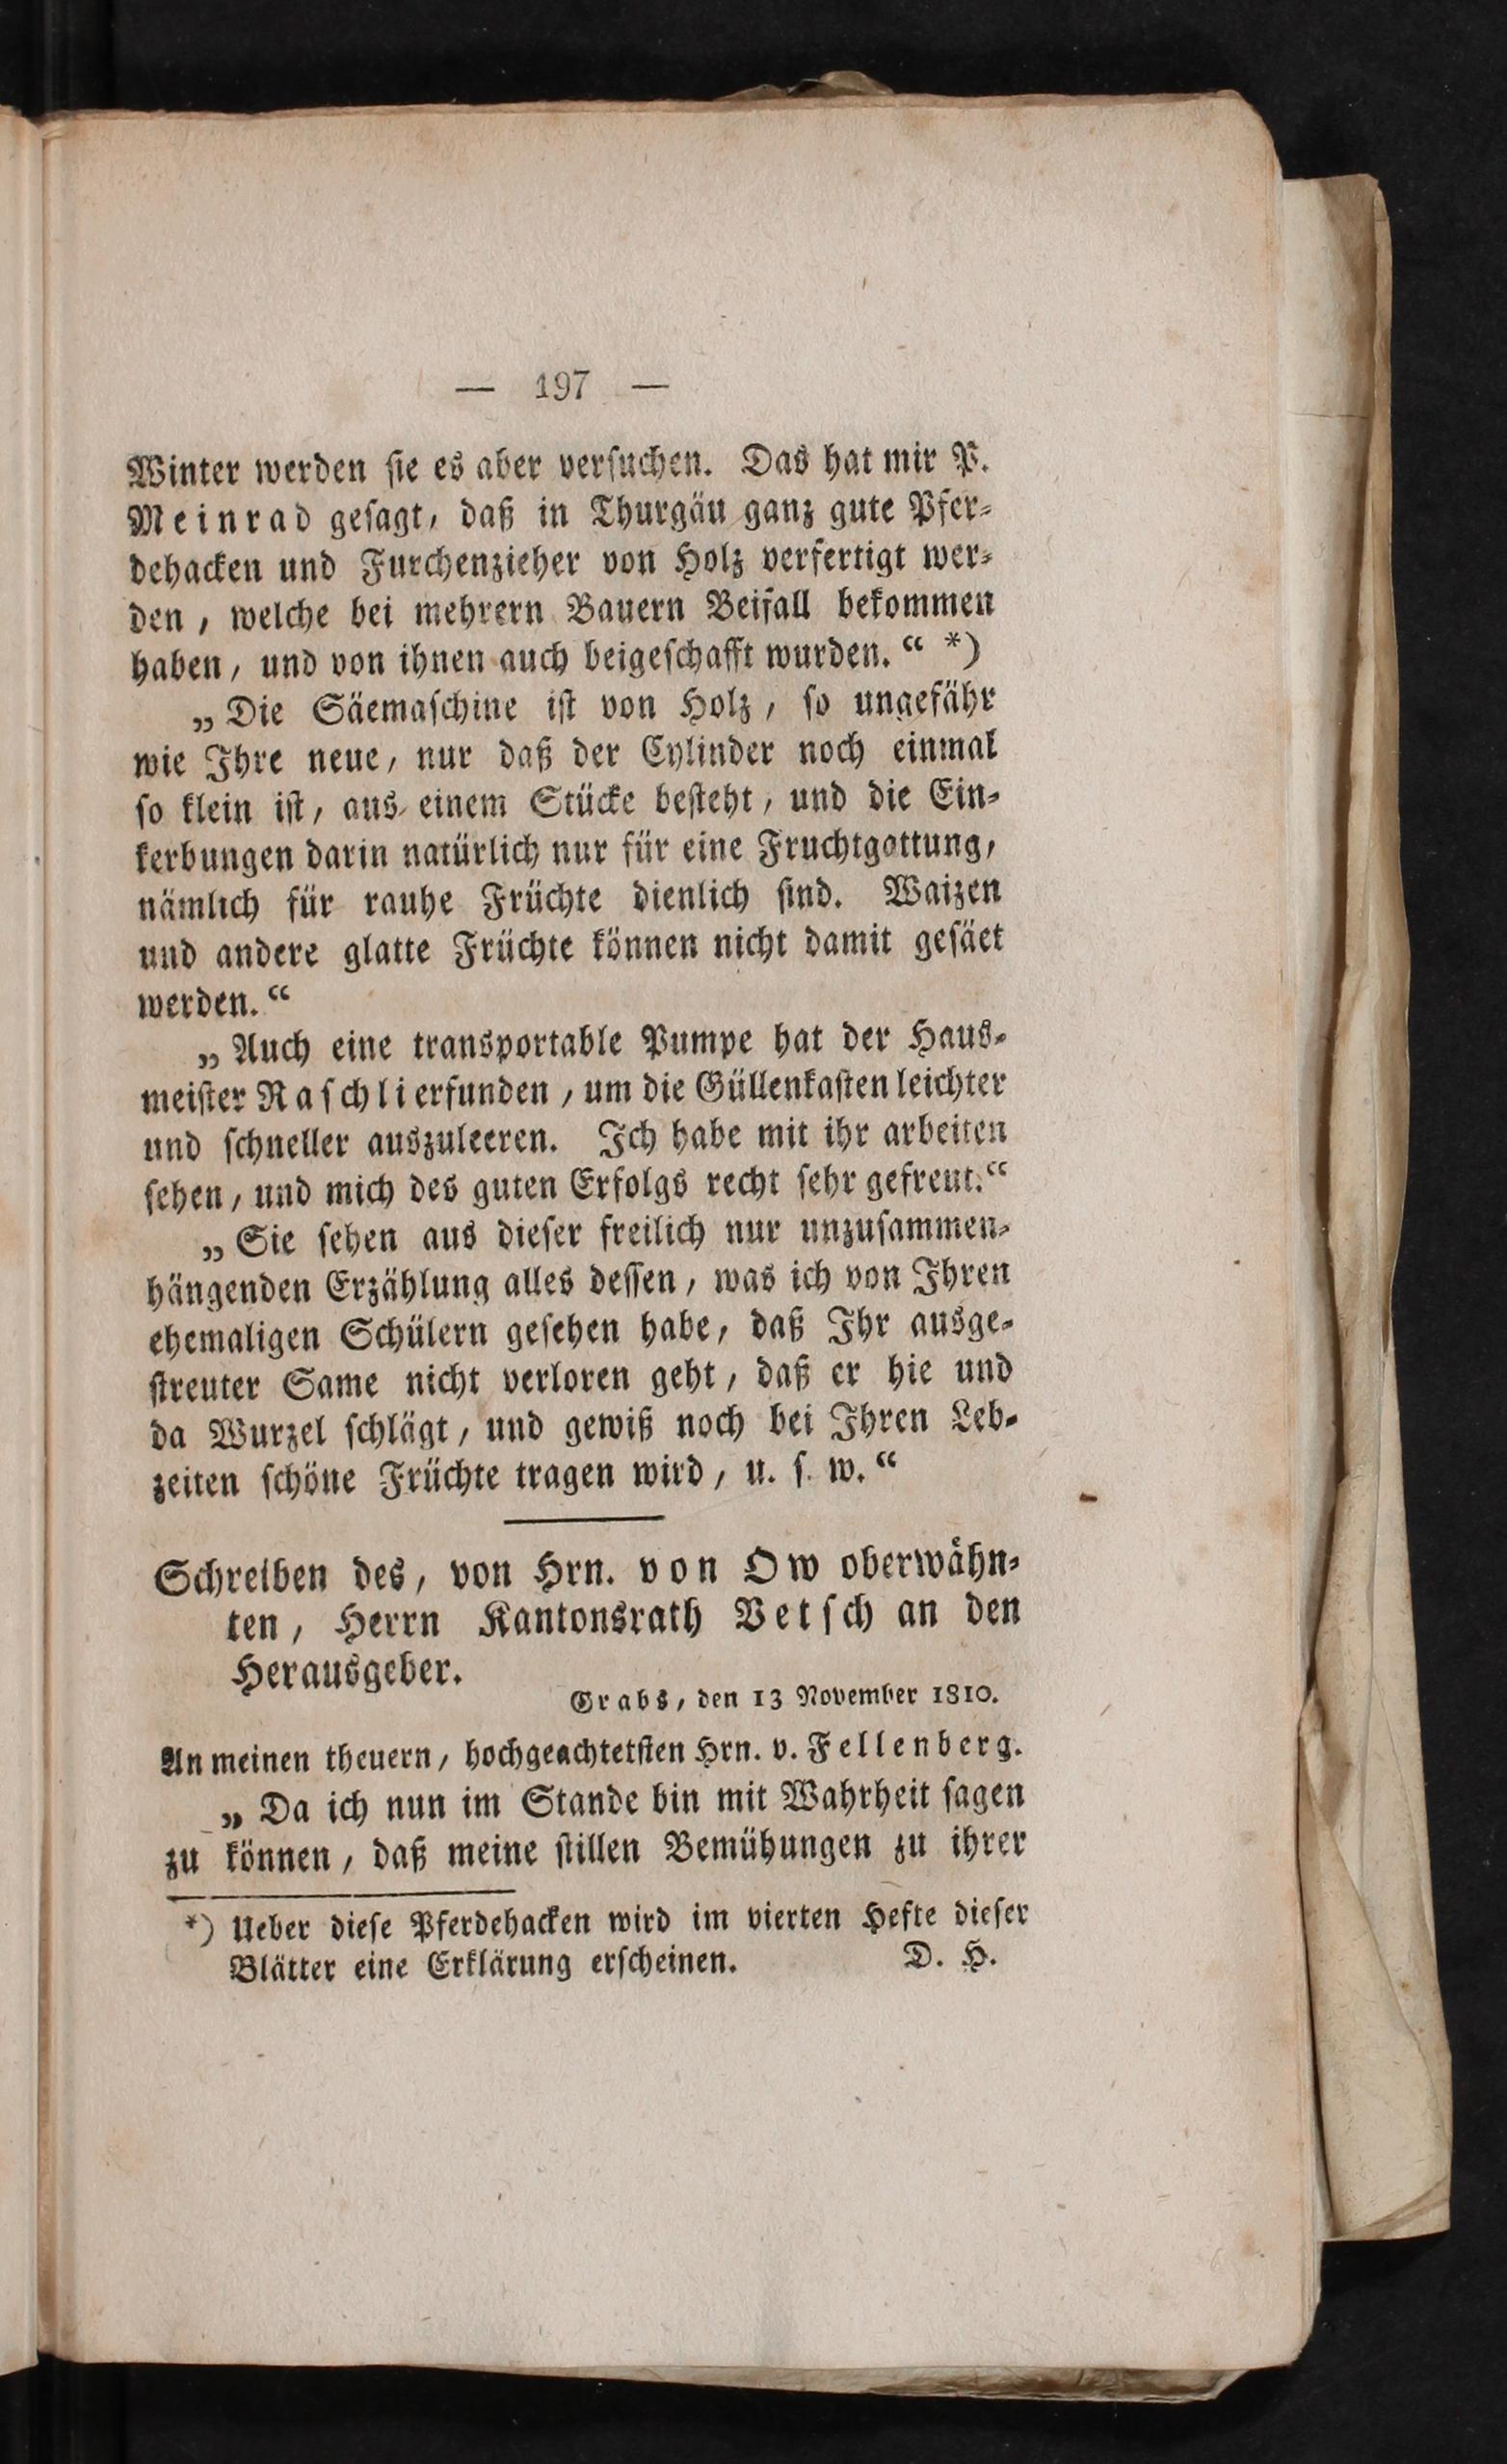 — 197 —
Winter werden sie es aber versuchen. Das hat mir P.
Meinrad gesagt, daß in Thurgäu ganz gute Pfer-
dehacken und Furchenzieher von Holz verfertigt wer-
den, welche bei mehrern Bauern Beifall bekommen
haben, und von ihnen auch beigeschafft wurden.“ *)
„Die Säemaschine ist von Holz, so ungefähr
wie Ihre neue, nur daß der Cylinder noch einmal
so klein ist, aus einem Stücke besteht, und die Ein-
kerbungen darin natürlich nur für eine Fruchtgattung,
nämlich für rauhe Früchte dienlich sind. Waizen
und andere glatte Früchte können nicht damit gesäet
werden.“
„Auch eine transportable Pumpe hat der Haus-
meister Raschli erfunden, um die Güllenkasten leichter
und schneller auszuleeren. Ich habe mit ihr arbeiten
sehen, und mich des guten Erfolgs recht sehr gefreut.“
„Sie sehen aus dieser freilich nur unzusammen-
hängenden Erzählung alles dessen, was ich von Ihren
ehemaligen Schülern gesehen habe, daß Ihr ausge-
streuter Same nicht verloren geht, daß er hie und
da Wurzel schlägt, und gewiß noch bei Ihren Leb-
zeiten schöne Früchte tragen wird, u. s. w.“
Schreiben des, von Hrn. von Ow oberwähn-
ten, Herrn Kantonsrath Vetsch an den
Herausgeber.
Grabs, den 13 November 1810.
An meinen theuern, hochgeachtetsten Hrn. v. Fellenberg.
„Da ich nun im Stande bin mit Wahrheit sagen
zu können, daß meine stillen Bemühungen zu ihrer
*) Ueber diese Pferdehacken wird im vierten Hefte dieser
Blätter eine Erklärung erscheinen. D. H.